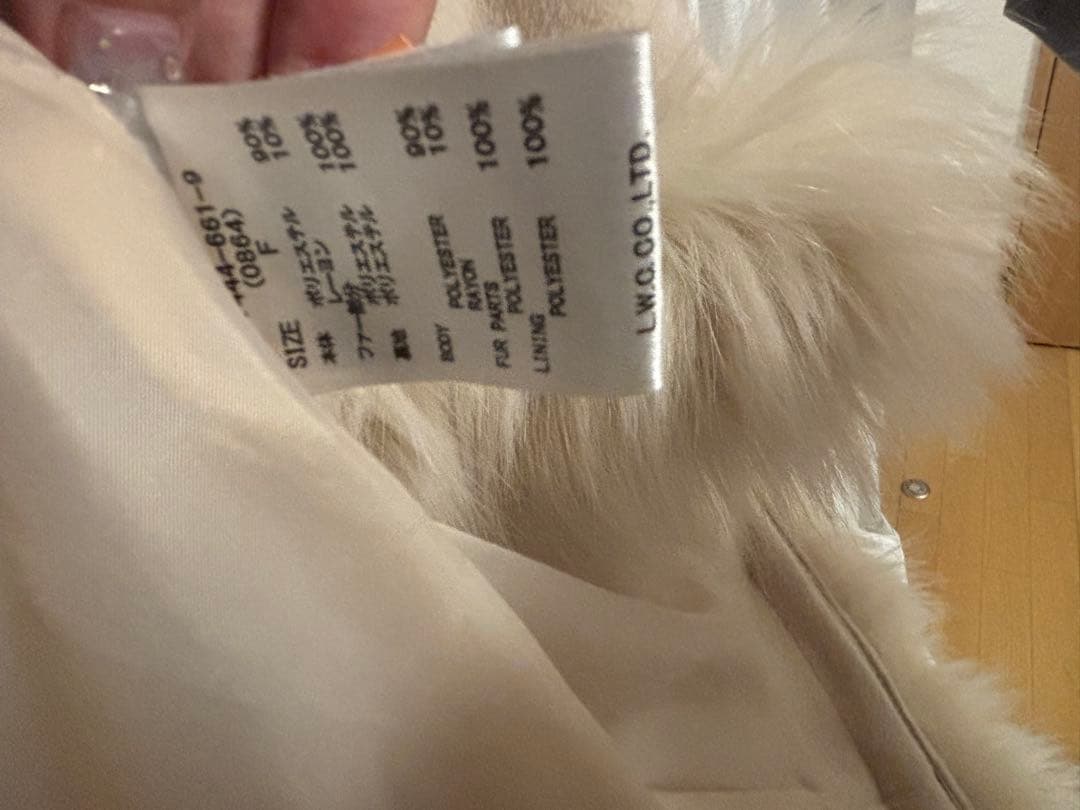 444-661-9
(0864)
SIZE F
本体 ポリエステル 90%
レーヨン 10%
ファー部分 ポリエステル 100%
裏地 ポリエステル 100%
BODY POLYESTER 90%
RAYON 10%
FUR PARTS
POLYESTER 100%
LINING
POLYESTER 100%
L.W.C.CO.,LTD.